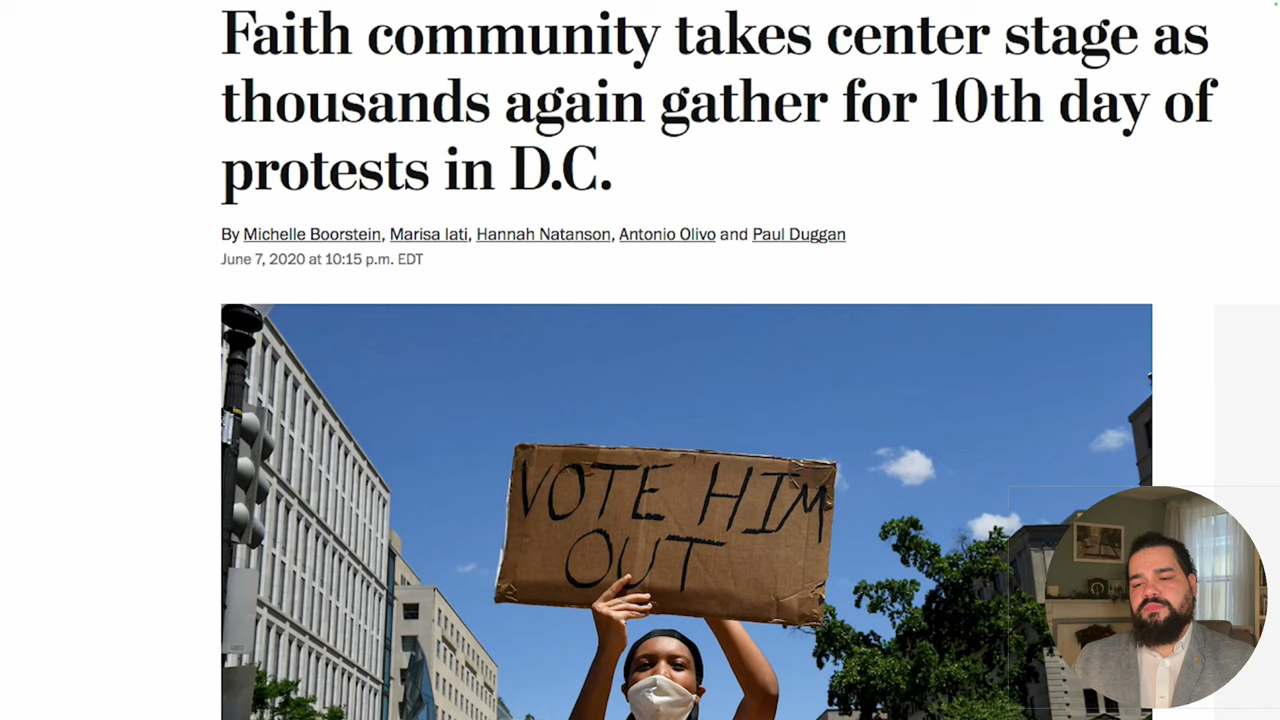 Faith community takes center stage as
thousands again gather for 10th day of
protests in D.C.
By Michelle Boorstein, Marisa Iati, Hannah Natanson, Antonio Olivo and Paul Duggan
June 7, 2020 at 10:15 p.m. EDT
VOTE HIM
OUT